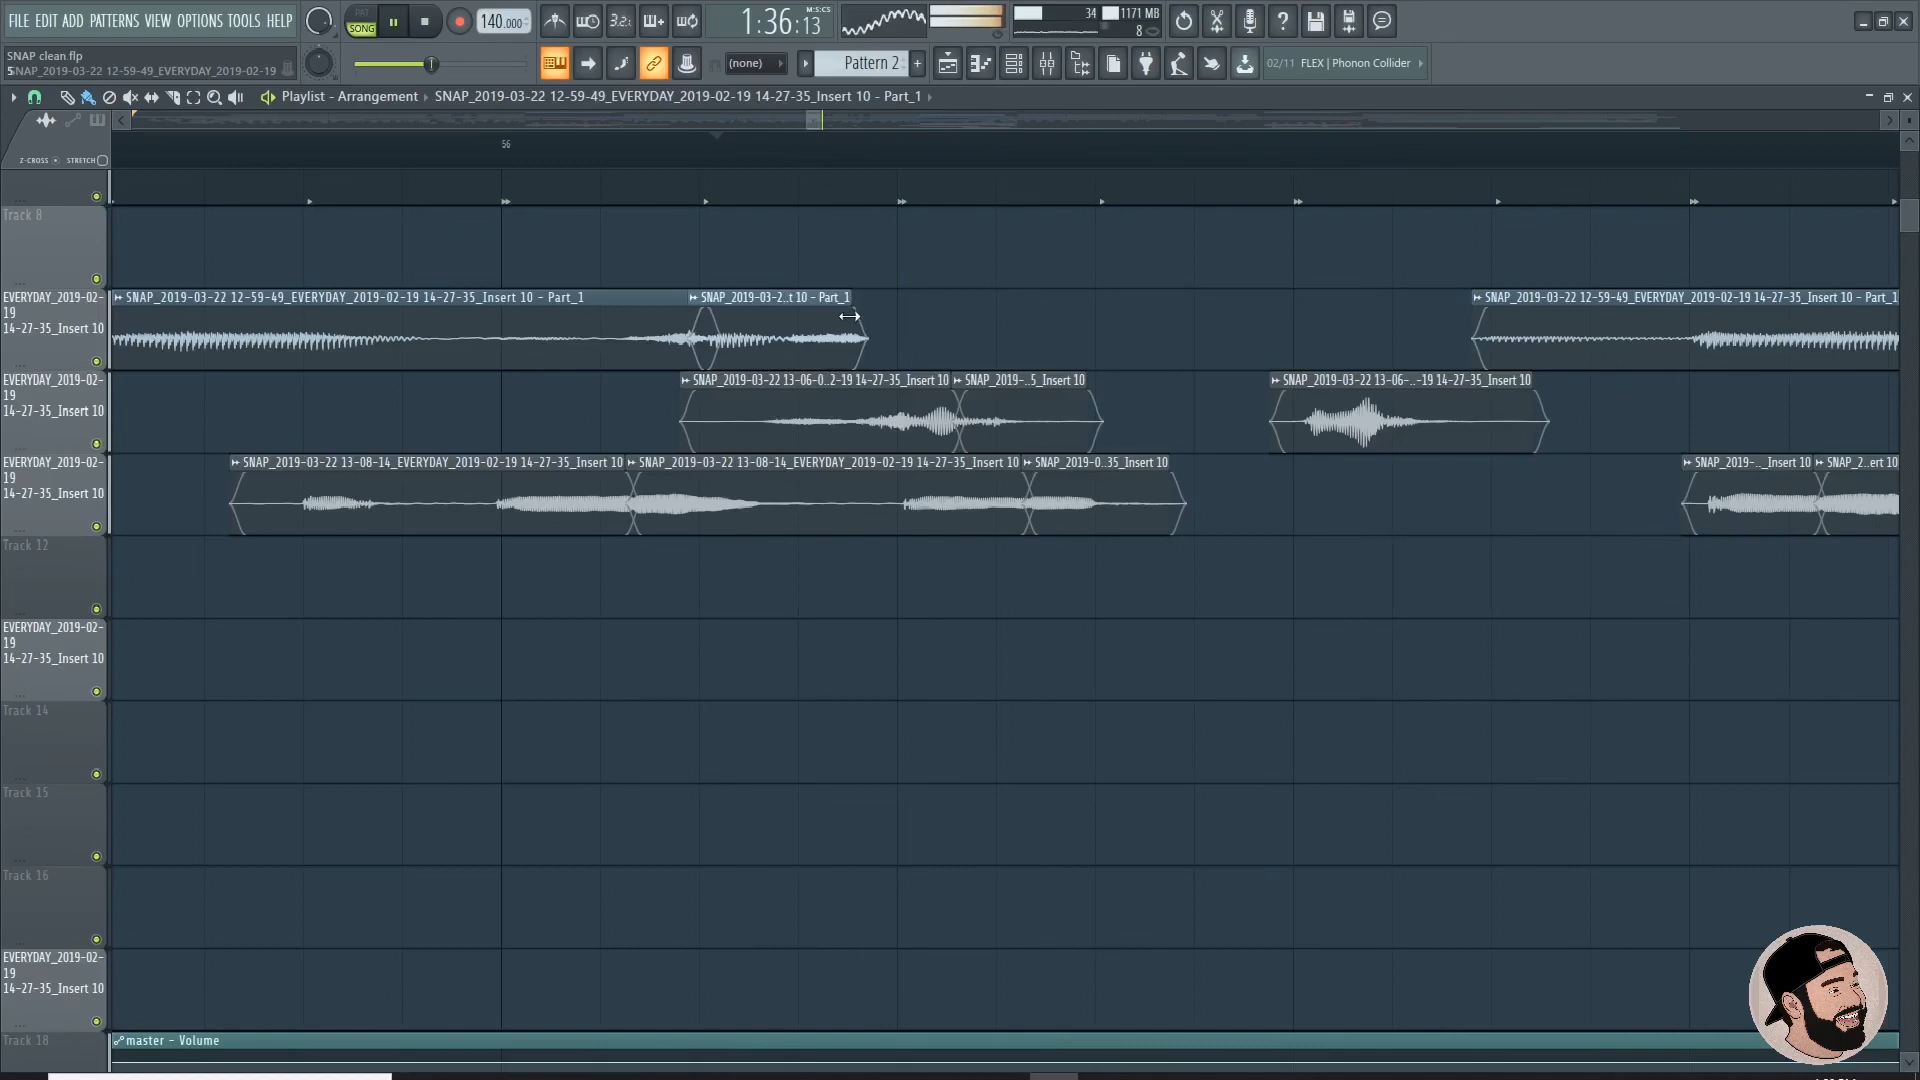 FILE EDIT ADD PATTERNS VIEW OPTIONS TOOLS HELP
PAT
SONG
140.000
3.2.
1:36:13
M:S:CS
34
1171 MB
8
SNAP clean.flp
SNAP_2019-03-22 12-59-49_EVERYDAY_2019-02-19
(none)
Pattern 2
02/11 FLEX | Phonon Collider
Playlist - Arrangement
SNAP_2019-03-22 12-59-49_EVERYDAY_2019-02-19 14-27-35_Insert 10 - Part_1
56
Z-CROSS
STRETCH
Track 8
EVERYDAY_2019-02-
19
14-27-35_Insert 10
SNAP_2019-03-22 12-59-49_EVERYDAY_2019-02-19 14-27-35_Insert 10 - Part_1
SNAP_2019-03-2..t 10 - Part_1
SNAP_2019-03-22 12-59-49_EVERYDAY_2019-02-19 14-27-35_Insert 10 - Part_1
EVERYDAY_2019-02-
19
14-27-35_Insert 10
SNAP_2019-03-22 13-06-0..2-19 14-27-35_Insert 10
SNAP_2019-..5_Insert 10
SNAP_2019-03-22 13-06-..-19 14-27-35_Insert 10
EVERYDAY_2019-02-
19
14-27-35_Insert 10
SNAP_2019-03-22 13-08-14_EVERYDAY_2019-02-19 14-27-35_Insert 10
SNAP_2019-03-22 13-08-14_EVERYDAY_2019-02-19 14-27-35_Insert 10
SNAP_2019-0..35_Insert 10
SNAP_2019-.._Insert 10
SNAP_2..ert 10
Track 12
EVERYDAY_2019-02-
19
14-27-35_Insert 10
Track 14
Track 15
Track 16
EVERYDAY_2019-02-
19
14-27-35_Insert 10
Track 18
master - Volume